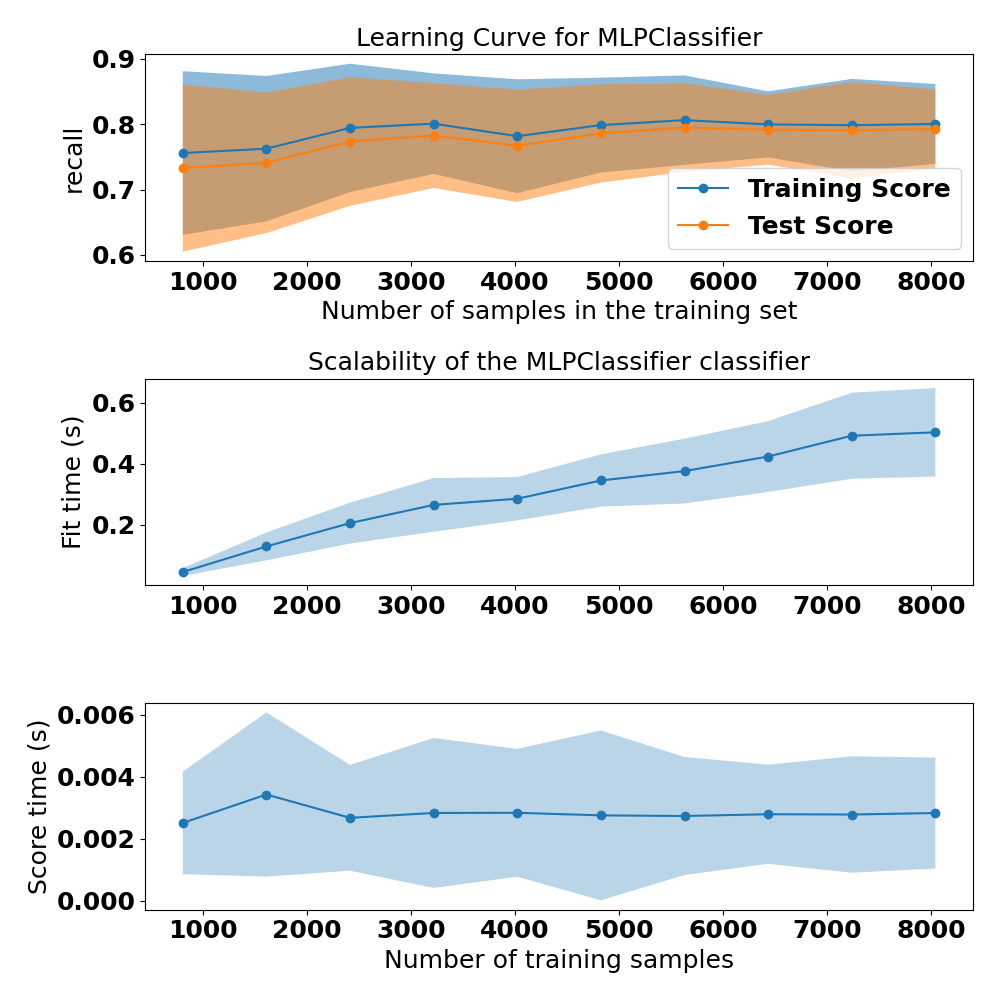 Learning Curve for MLPClassifier
0.9
0.8
0.7
0.6
recall
Training Score
Test Score
1000 2000 3000 4000 5000 6000 7000 8000
Number of samples in the training set
Scalability of the MLPClassifier classifier
0.6
0.4
0.2
Fit time (s)
1000 2000 3000 4000 5000 6000 7000 8000
0.006
0.004
0.002
0.000
Score time (s)
1000 2000 3000 4000 5000 6000 7000 8000
Number of training samples